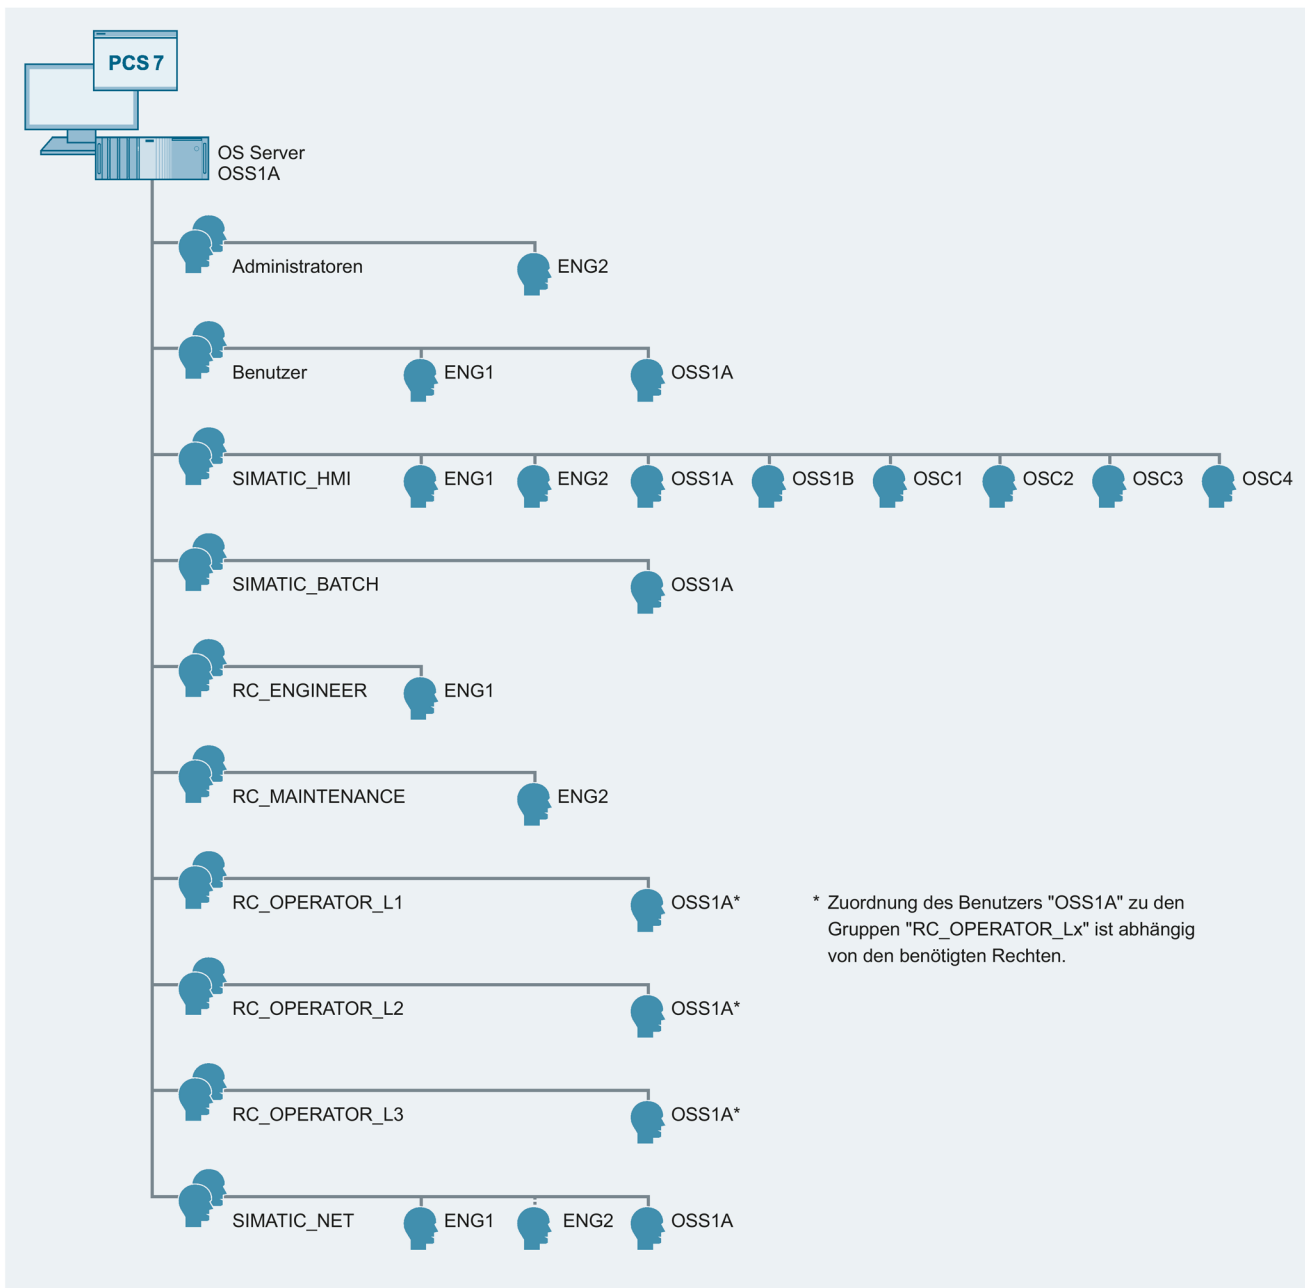 PCS 7
OS Server
OSS1A
Administratoren ENG2
Benutzer ENG1 OSS1A
SIMATIC_HMI ENG1 ENG2 OSS1A OSS1B OSC1 OSC2 OSC3 OSC4
SIMATIC_BATCH OSS1A
RC_ENGINEER ENG1
RC_MAINTENANCE ENG2
RC_OPERATOR_L1 OSS1A*
* Zuordnung des Benutzers "OSS1A" zu den
Gruppen "RC_OPERATOR_Lx" ist abhängig
von den benötigten Rechten.
RC_OPERATOR_L2 OSS1A*
RC_OPERATOR_L3 OSS1A*
SIMATIC_NET ENG1 ENG2 OSS1A